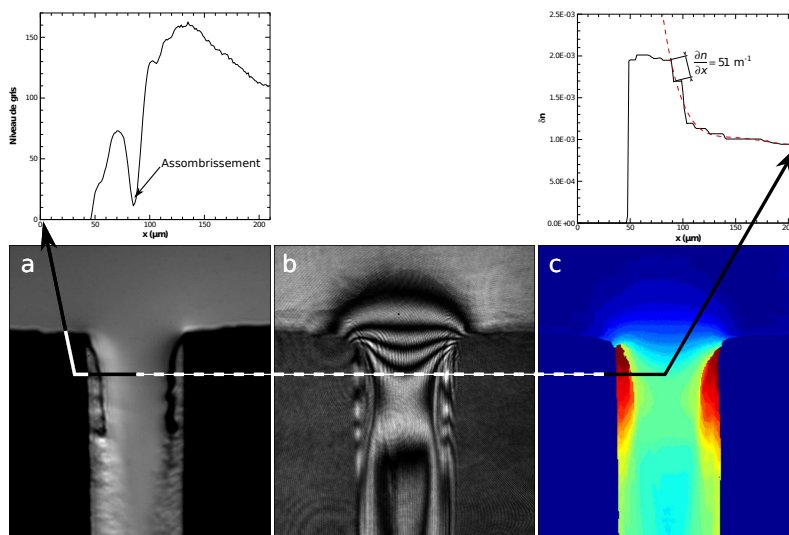 Niveau de gris
150
100
50
0
0
50
100
150
200
x (µm)
Assombrissement
δn
2.5E-03
2.0E-03
1.5E-03
1.0E-03
5.0E-04
0.0E+00
0
50
100
150
200
x (µm)
∂n/∂x = 51 m⁻¹
a
b
c